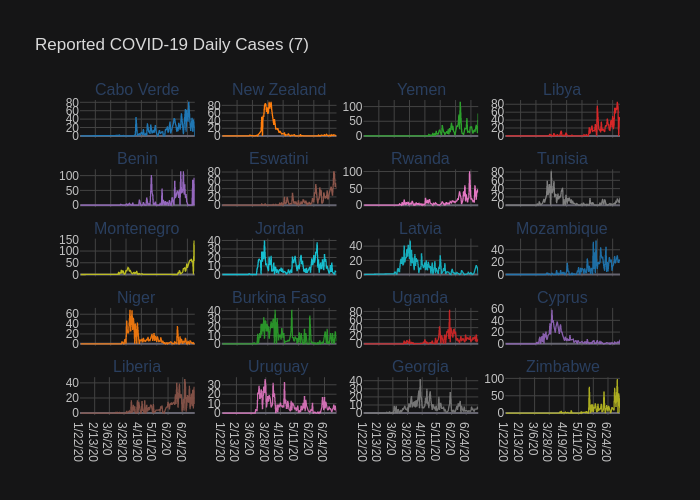 Reported COVID-19 Daily Cases (7)
Cabo Verde New Zealand Yemen Libya
80 60 40 20 0 80 60 40 20 0 100 50 0 80 60 40 20 0
Benin Eswatini Rwanda Tunisia
100 50 0 80 60 40 20 0 100 50 0 80 60 40 20 0
Montenegro Jordan Latvia Mozambique
150 100 50 0 40 30 20 10 0 40 20 0 40 20 0
Niger Burkina Faso Uganda Cyprus
60 40 20 0 40 30 20 10 0 80 60 40 20 0 60 40 20 0
Liberia Uruguay Georgia Zimbabwe
40 20 0 30 20 10 0 40 30 20 10 0 100 50 0
1/22/20 2/13/20 3/6/20 3/28/20 4/19/20 5/11/20 6/2/20 6/24/20 1/22/20 2/13/20 3/6/20 3/28/20 4/19/20 5/11/20 6/2/20 6/24/20 1/22/20 2/13/20 3/6/20 3/28/20 4/19/20 5/11/20 6/2/20 6/24/20 1/22/20 2/13/20 3/6/20 3/28/20 4/19/20 5/11/20 6/2/20 6/24/20